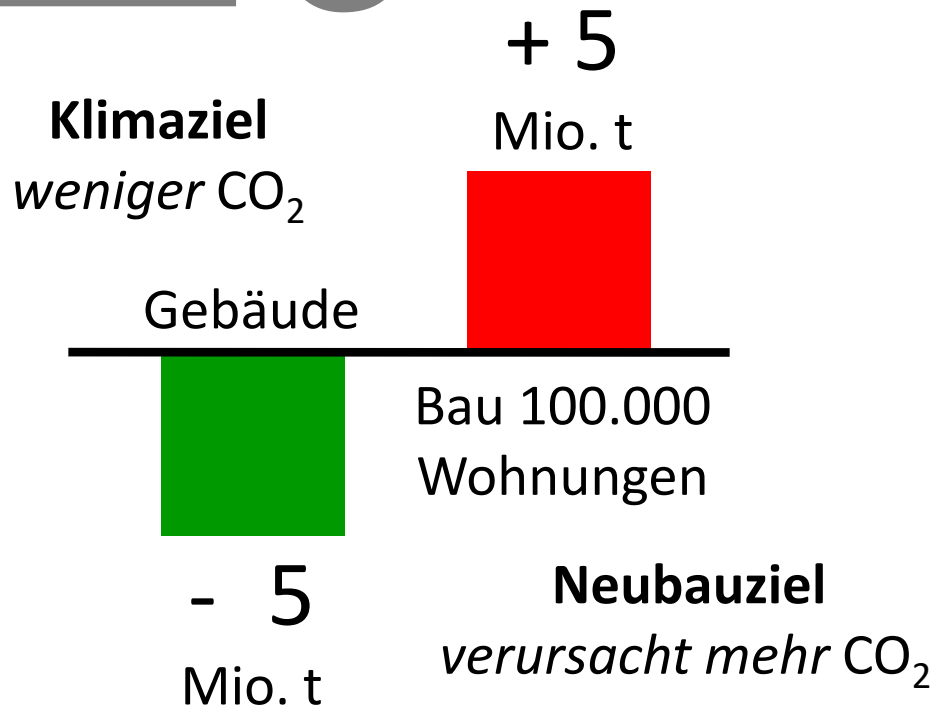 + 5
Mio. t
Klimaziel
weniger CO₂
Gebäude
Bau 100.000
Wohnungen
- 5
Mio. t
Neubauziel
verursacht mehr CO₂